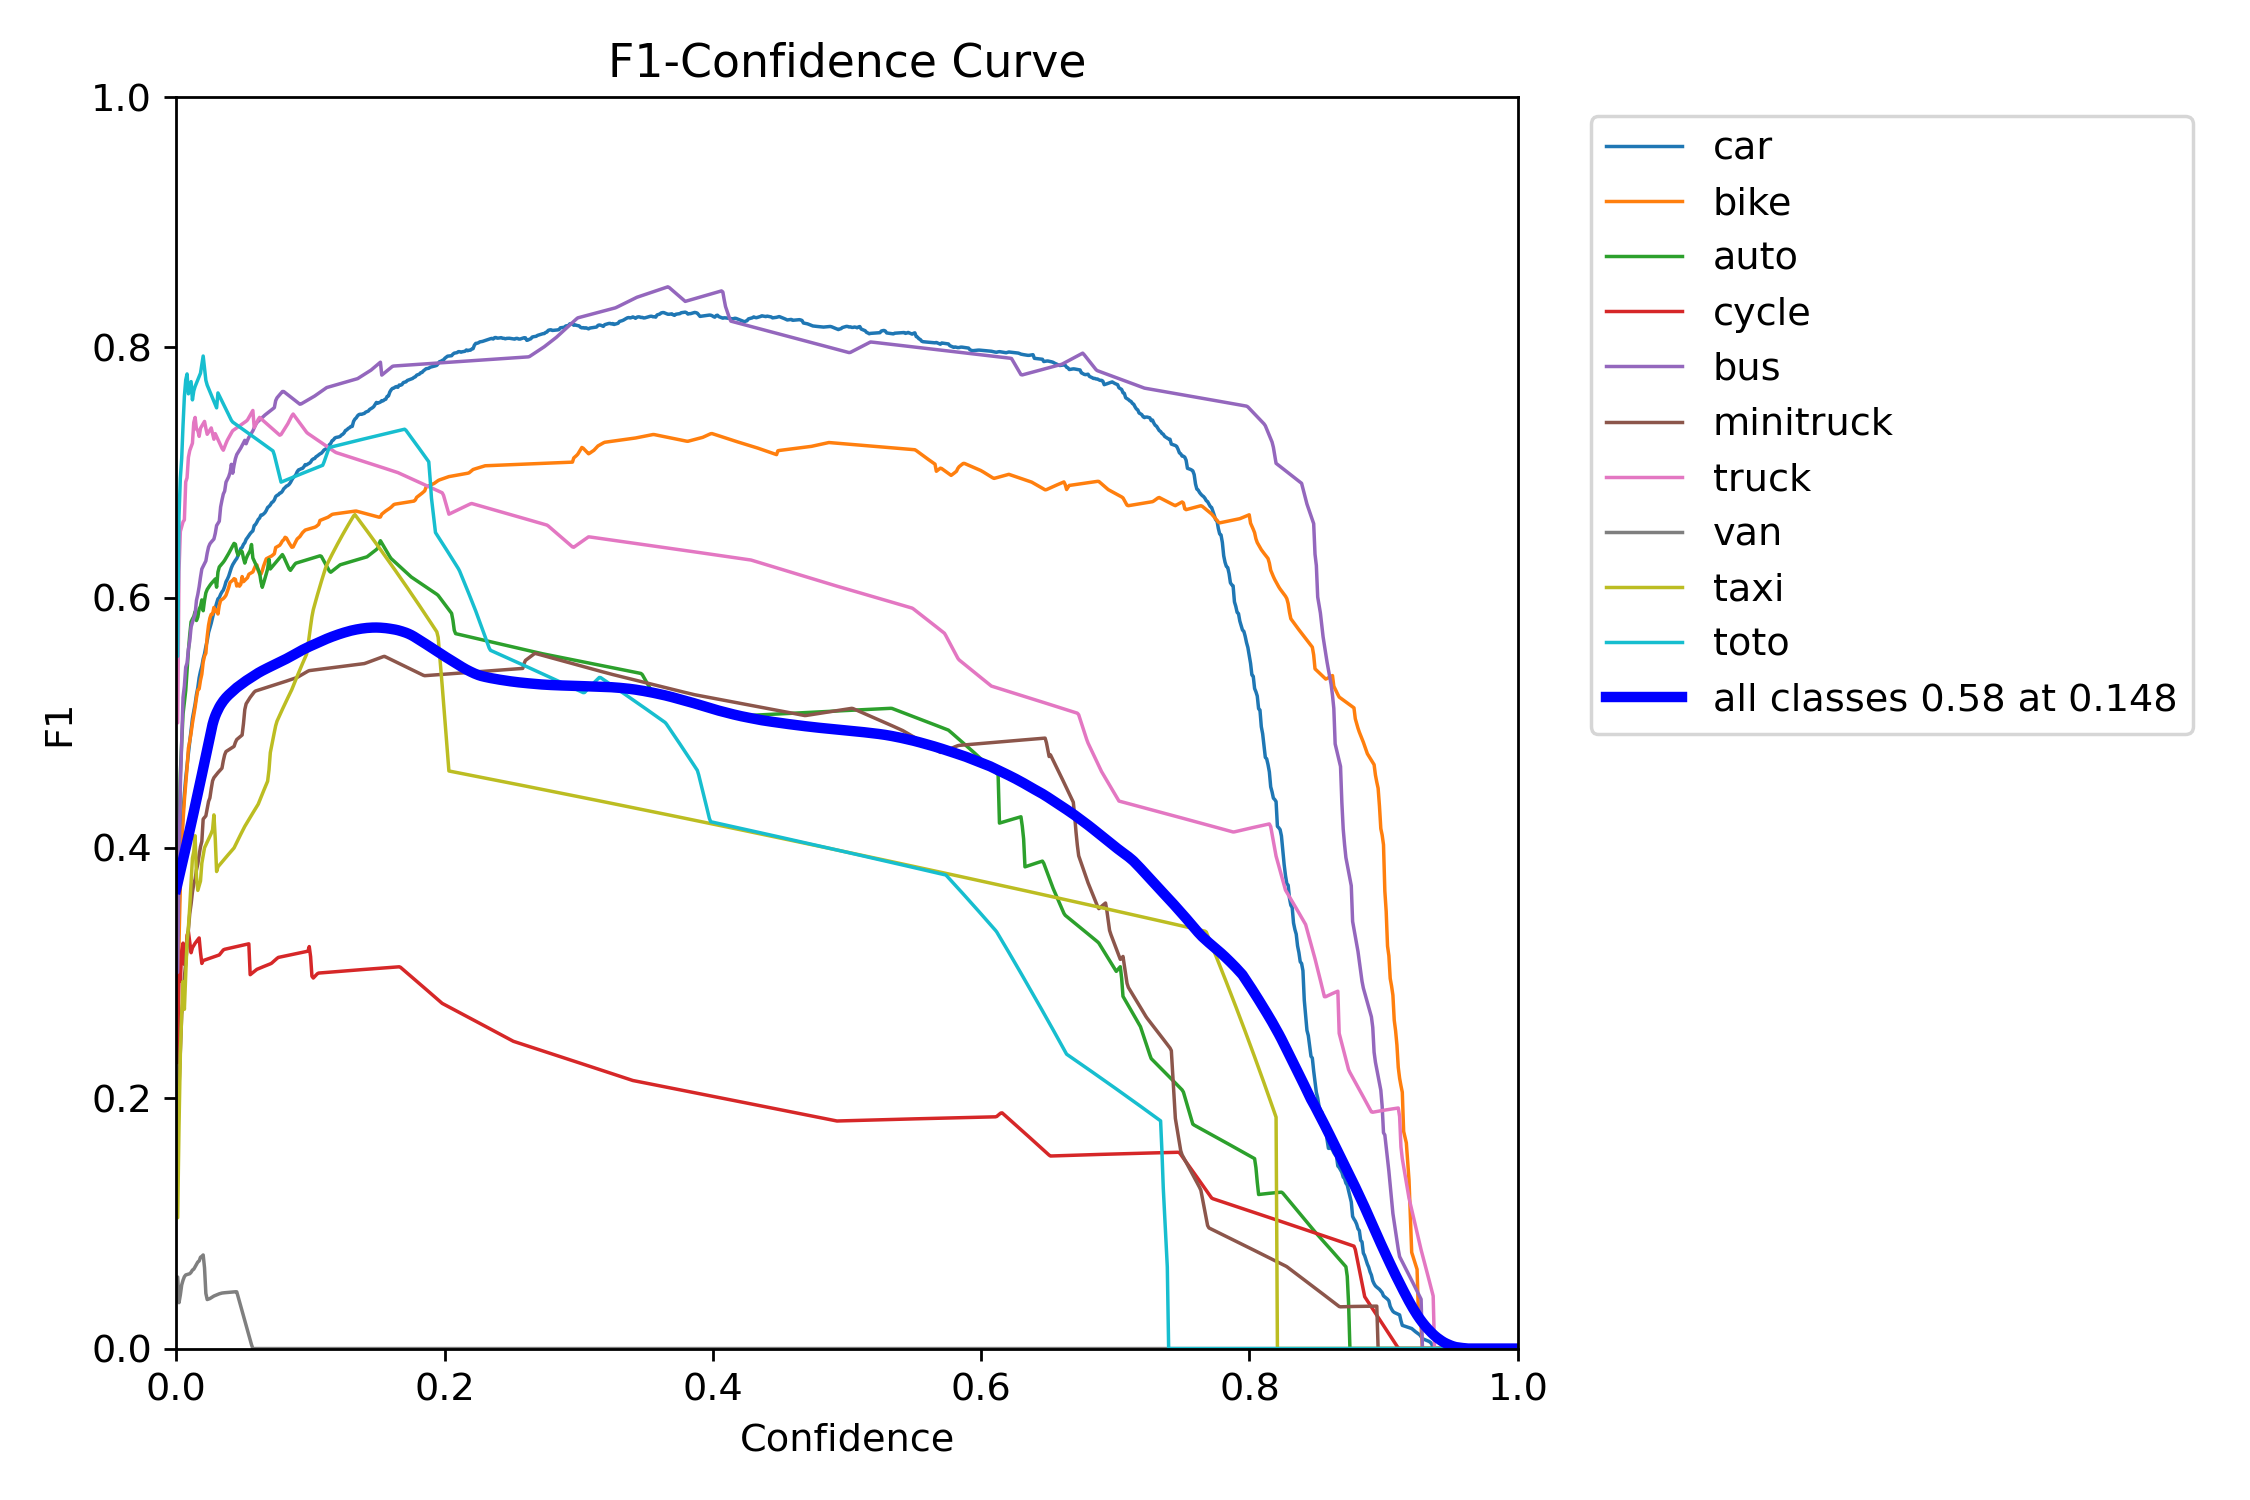 F1-Confidence Curve
1.0
0.8
0.6
0.4
0.2
0.0
F1
0.0 0.2 0.4 0.6 0.8 1.0
Confidence
car
bike
auto
cycle
bus
minitruck
truck
van
taxi
toto
all classes 0.58 at 0.148